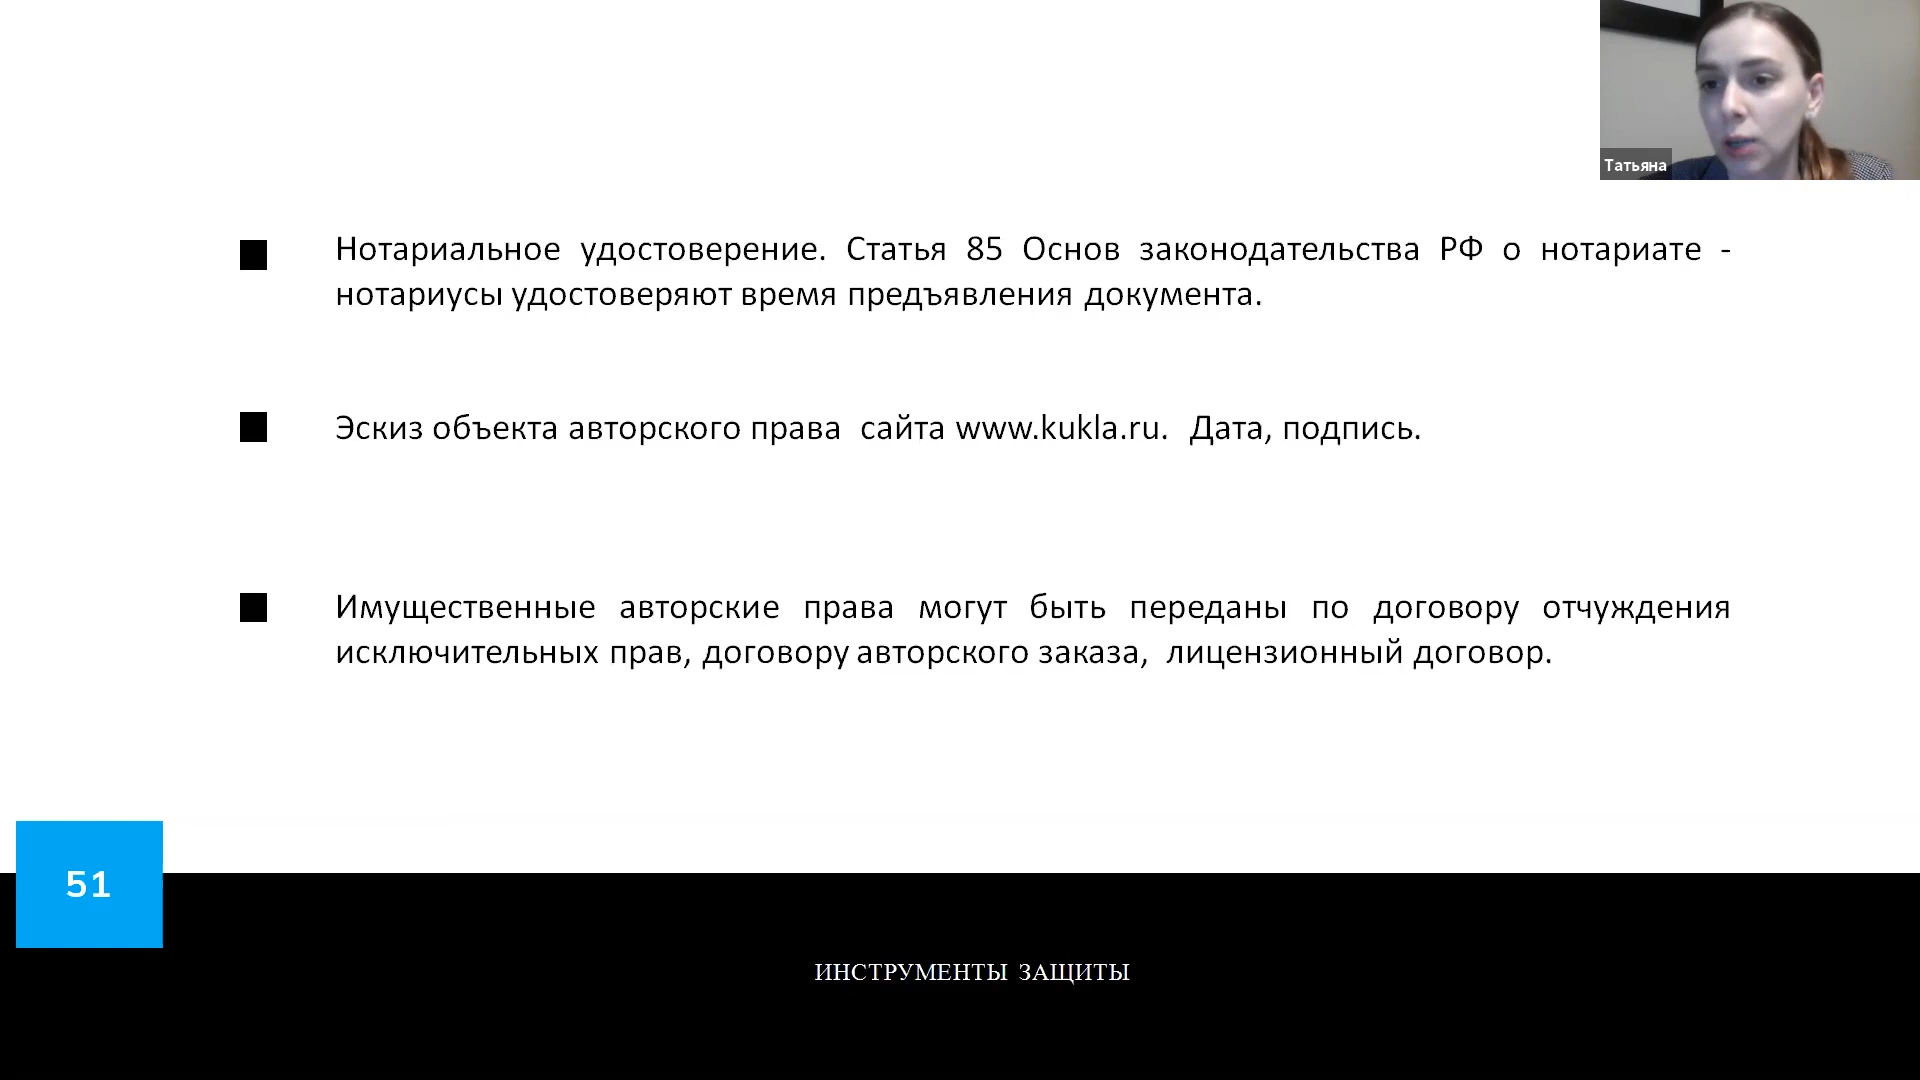 Татьяна
Нотариальное удостоверение. Статья 85 Основ законодательства РФ о нотариате -
нотариусы удостоверяют время предъявления документа.
Эскиз объекта авторского права сайта www.kukla.ru. Дата, подпись.
Имущественные авторские права могут быть переданы по договору отчуждения
исключительных прав, договору авторского заказа, лицензионный договор.
51
ИНСТРУМЕНТЫ ЗАЩИТЫ